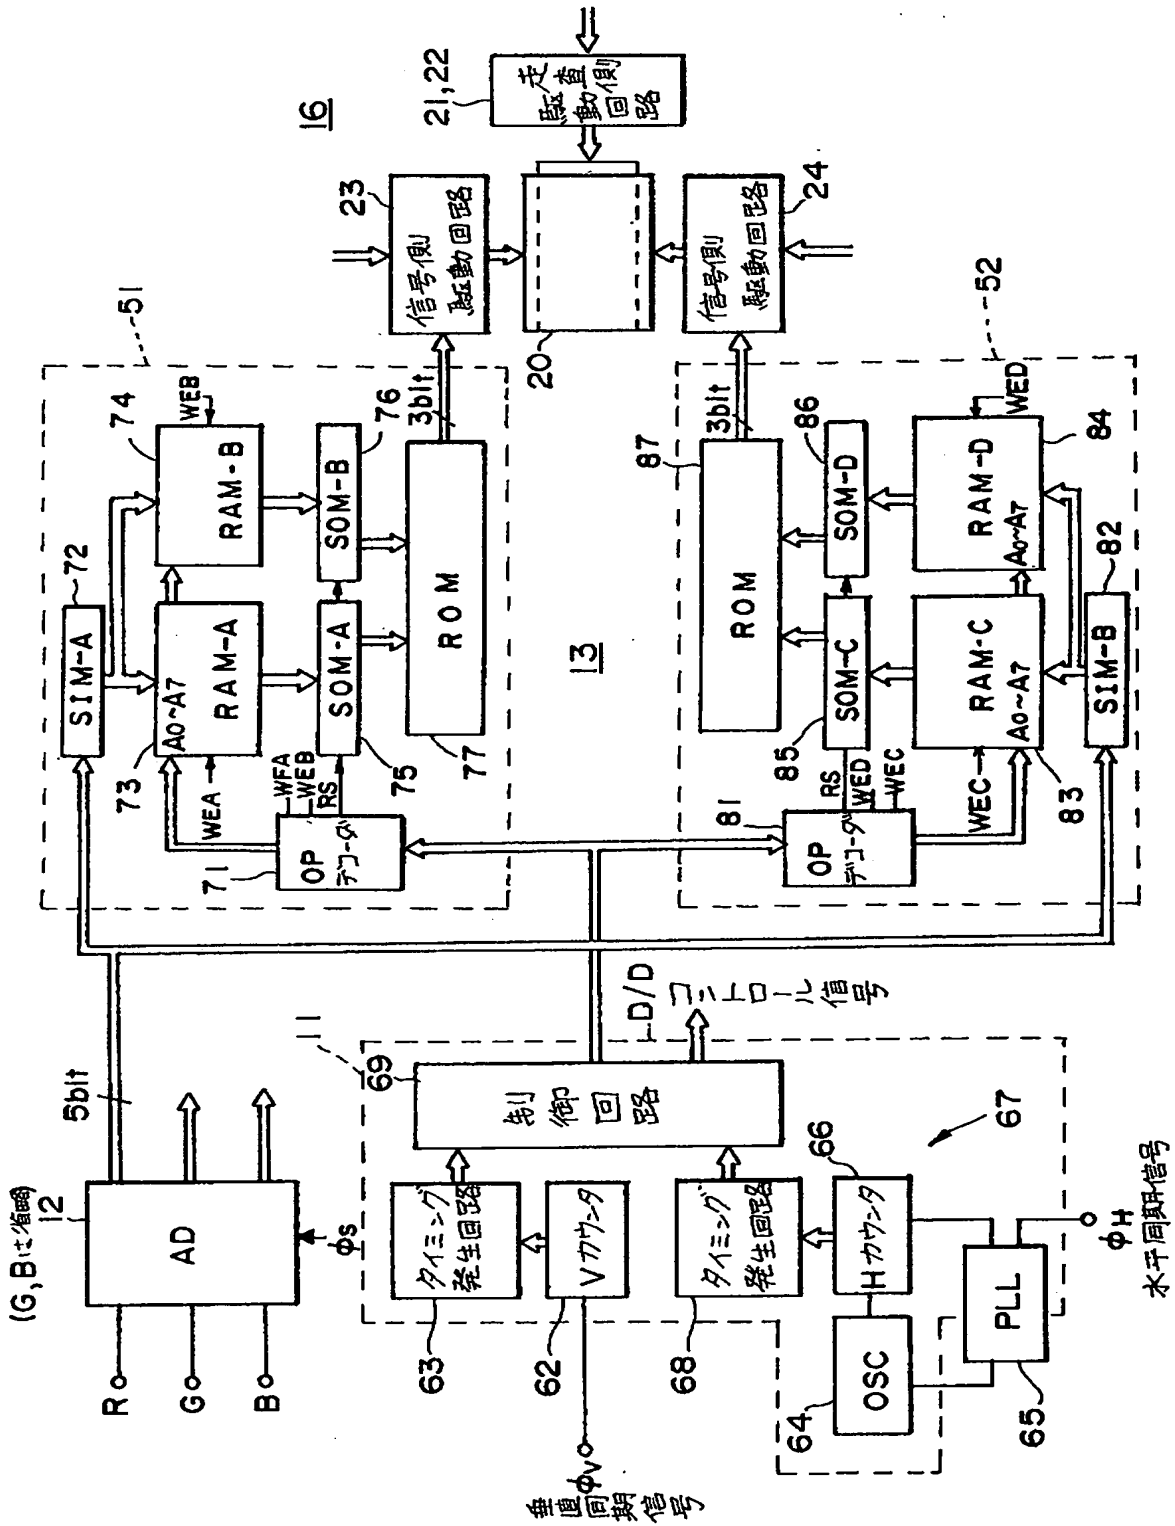 (G, Bは省略)
12
AD
R
G
B
φS
5bit
11
69
制御回路
D/D
コントロール信号
タイミング
発生回路
63
Vカウンタ
62
φV
垂直同期信号
タイミング
発生回路
68
Hカウンタ
66
67
OSC
64
PLL
65
φH
水平同期信号
51
SIM-A
72
73
A0~A7
RAM-A
WEA
74
RAM-B
WEB
71
OP
デコーダ
WFA
WEB
RS
SOM-A
75
SOM-B
76
ROM
77
3bit
13
52
81
OP
デコーダ
RS
WED
WEC
ROM
87
3bit
SOM-C
85
SOM-D
86
RAM-C
A0~A7
WEC
83
RAM-D
A0~A7
WED
84
SIM-B
82
16
23
信号側
駆動回路
20
24
信号側
駆動回路
21,22
走査側
駆動回路